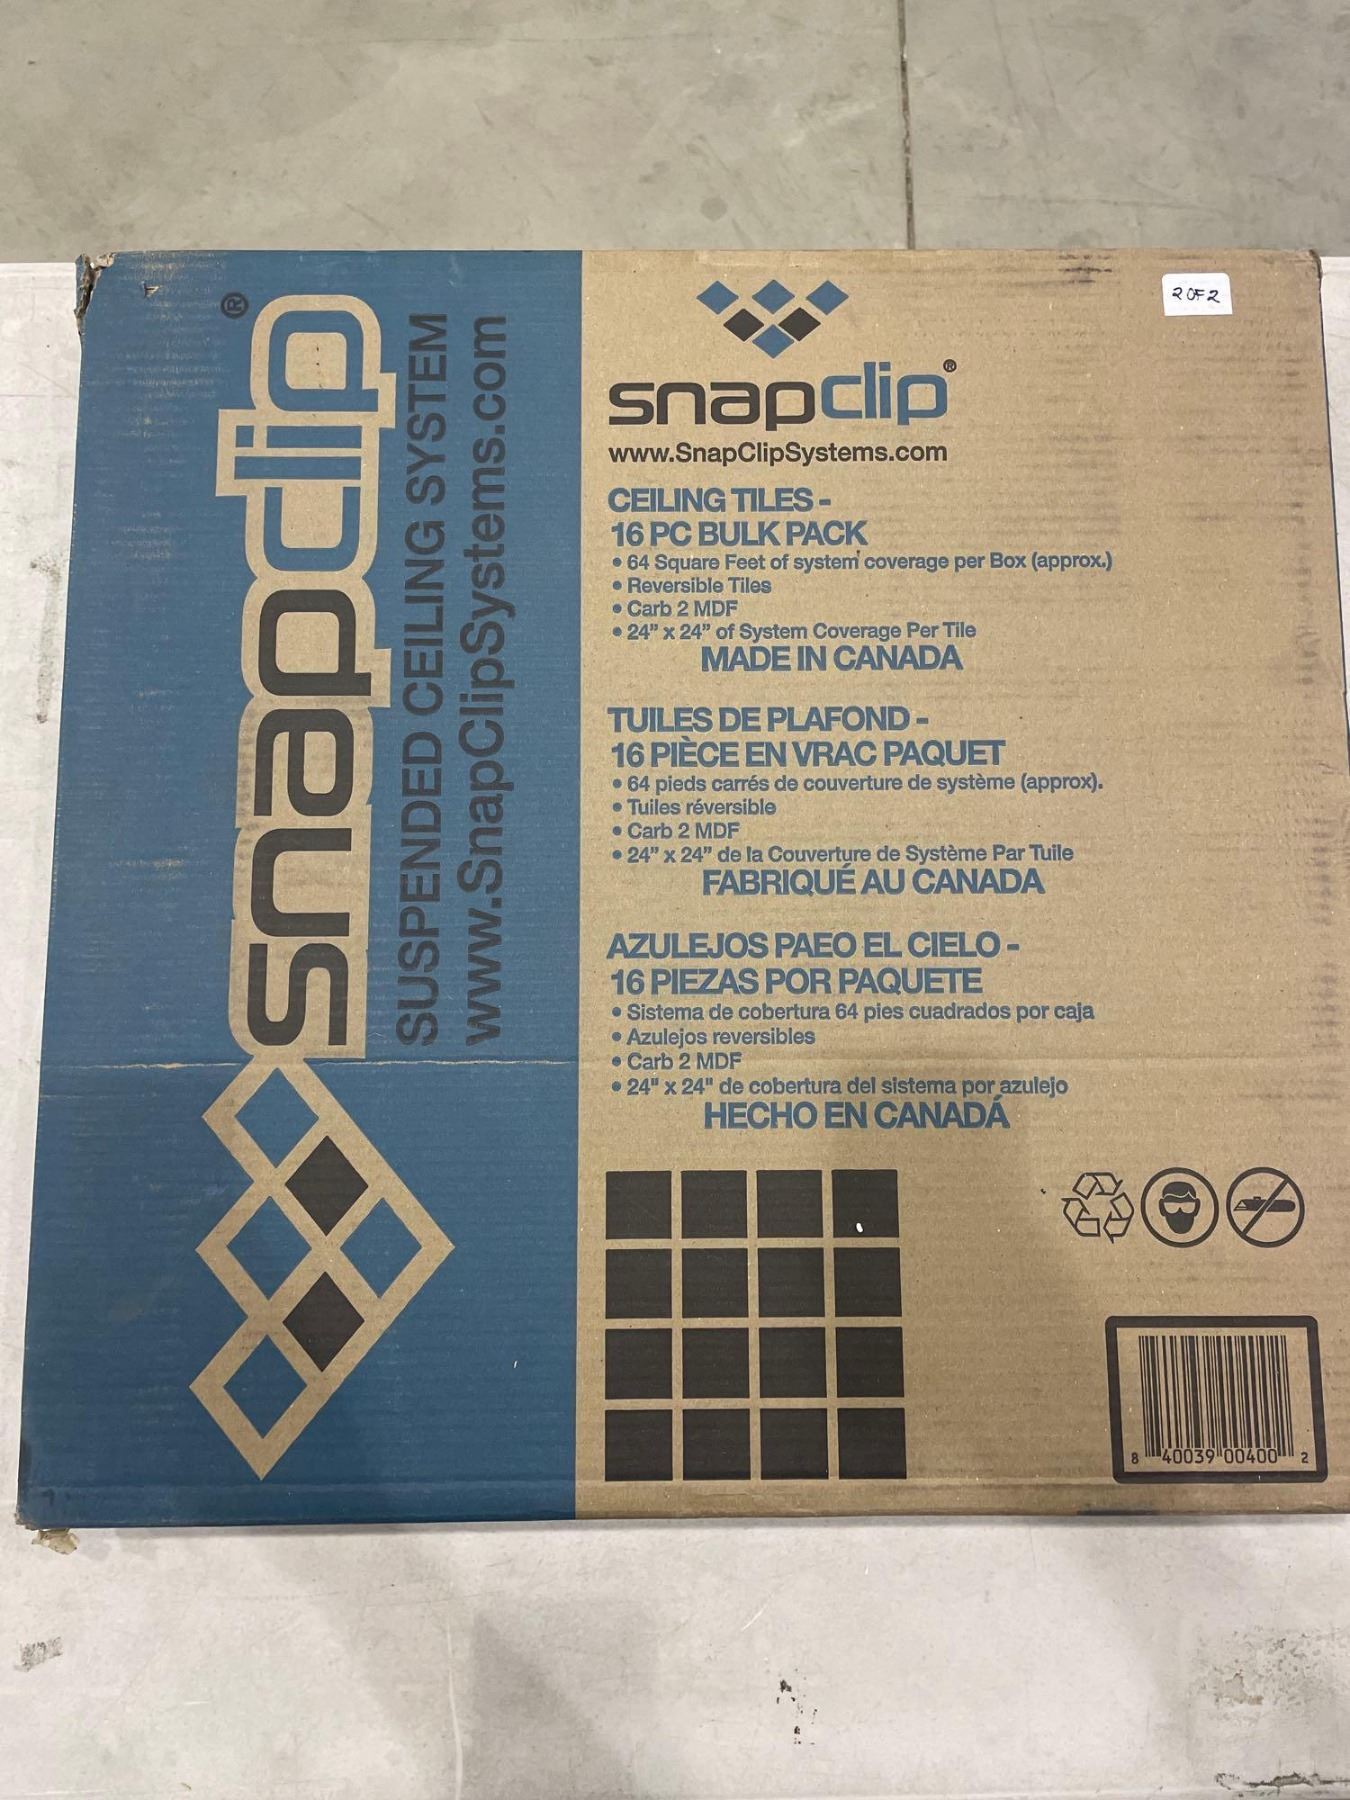 snapclip®
SUSPENDED CEILING SYSTEM
www.SnapClipSystems.com
2 OF 2
snapclip®
www.SnapClipSystems.com
CEILING TILES -
16 PC BULK PACK
• 64 Square Feet of system coverage per Box (approx.)
• Reversible Tiles
• Carb 2 MDF
• 24” x 24” of System Coverage Per Tile
MADE IN CANADA
TUILES DE PLAFOND -
16 PIÈCE EN VRAC PAQUET
• 64 pieds carrés de couverture de système (approx).
• Tuiles réversible
• Carb 2 MDF
• 24” x 24” de la Couverture de Système Par Tuile
FABRIQUÉ AU CANADA
AZULEJOS PAEO EL CIELO -
16 PIEZAS POR PAQUETE
• Sistema de cobertura 64 pies cuadrados por caja
• Azulejos reversibles
• Carb 2 MDF
• 24" x 24" de cobertura del sistema por azulejo
HECHO EN CANADÁ
8 40039 00400 2